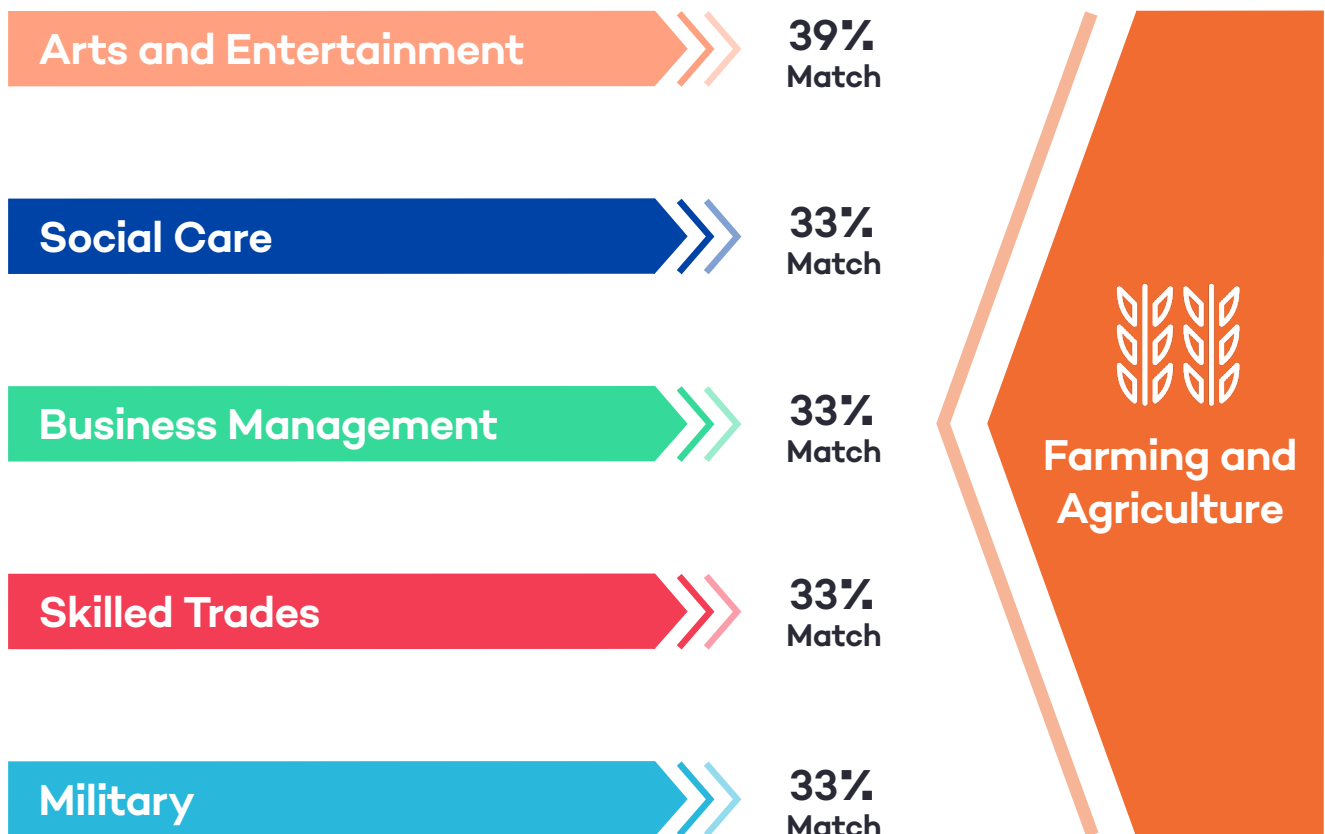 Arts and Entertainment
39%
Match
Social Care
33%
Match
Business Management
33%
Match
Farming and
Agriculture
Skilled Trades
33%
Match
Military
33%
Match